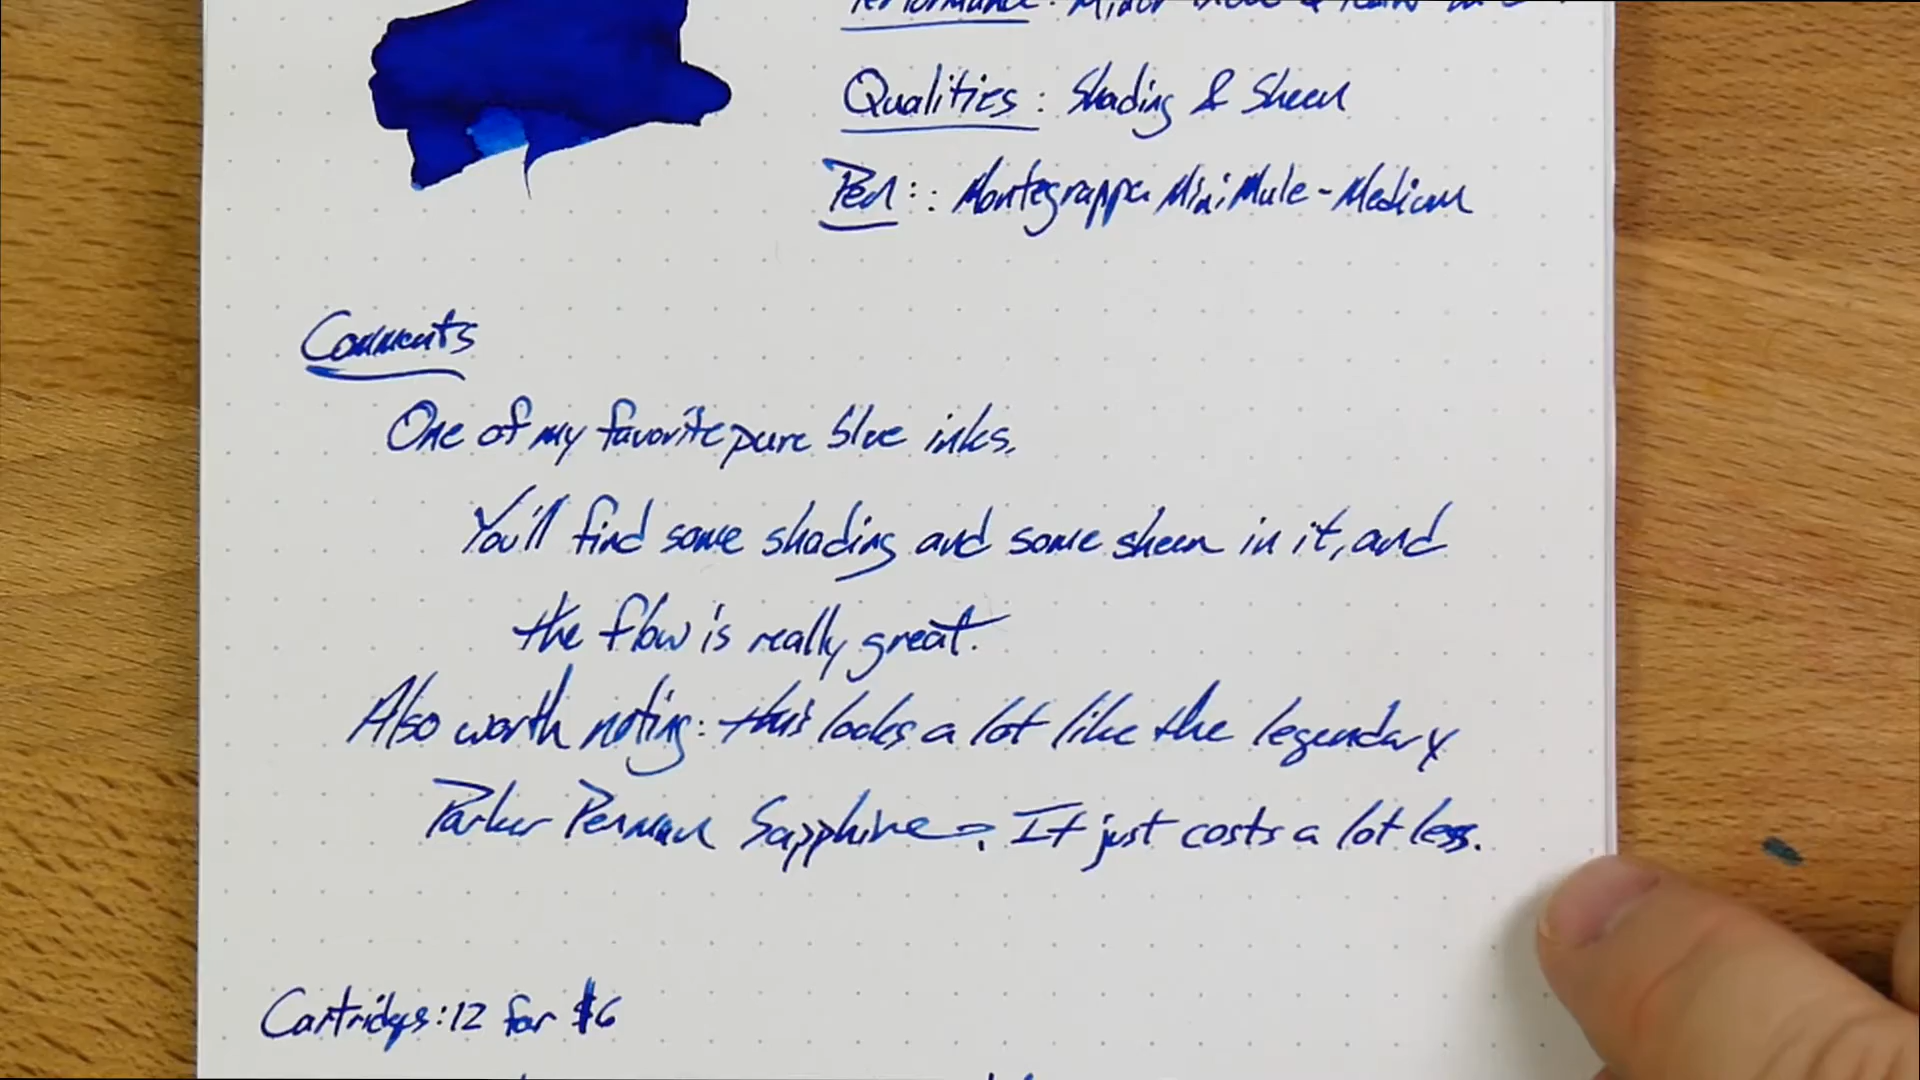 Performance: Minor
Qualities: Shading & Sheen
Pen:: Montegrappa Mini Mule - Medium
Comments
One of my favorite pure blue inks.
You'll find some shading and some sheen in it, and
the flow is really great.
Also worth noting: this looks a lot like the legendary
Parker Penman Sapphire. It just costs a lot less.
Cartridges: 12 for $6